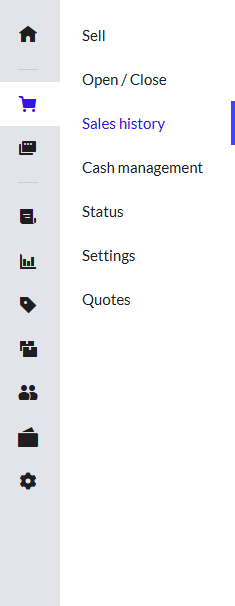 Sell
Open / Close
Sales history
Cash management
Status
Settings
Quotes